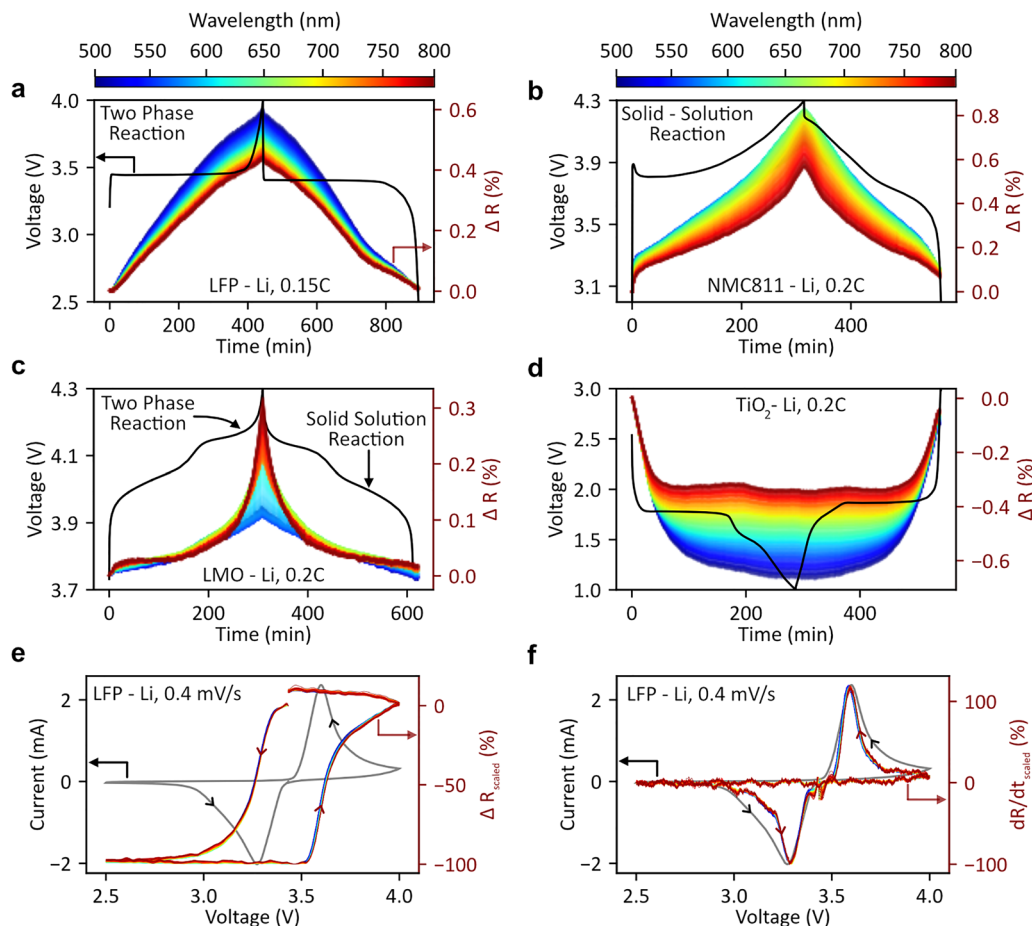 Wavelength (nm)
500 550 600 650 700 750 800
Wavelength (nm)
500 550 600 650 700 750 800
a
4.0
3.5
3.0
2.5
Voltage (V)
Two Phase
Reaction
LFP - Li, 0.15C
0.6
0.4
0.2
0.0
Δ R (%)
0 200 400 600 800
Time (min)
b
4.3
3.9
3.5
3.1
Voltage (V)
Solid - Solution
Reaction
NMC811 - Li, 0.2C
0.8
0.6
0.4
0.2
0.0
Δ R (%)
0 200 400
Time (min)
c
4.3
4.1
3.9
3.7
Voltage (V)
Two Phase
Reaction
Solid Solution
Reaction
LMO - Li, 0.2C
0.3
0.2
0.1
0.0
Δ R (%)
0 200 400 600
Time (min)
d
3.0
2.5
2.0
1.5
1.0
Voltage (V)
TiO₂- Li, 0.2C
0.0
−0.2
−0.4
−0.6
Δ R (%)
0 200 400
Time (min)
e
2
0
−2
Current (mA)
LFP - Li, 0.4 mV/s
0
−50
−100
Δ Rscaled (%)
2.5 3.0 3.5 4.0
Voltage (V)
f
2
0
−2
Current (mA)
LFP - Li, 0.4 mV/s
100
50
0
−50
−100
dR/dtscaled (%)
2.5 3.0 3.5 4.0
Voltage (V)